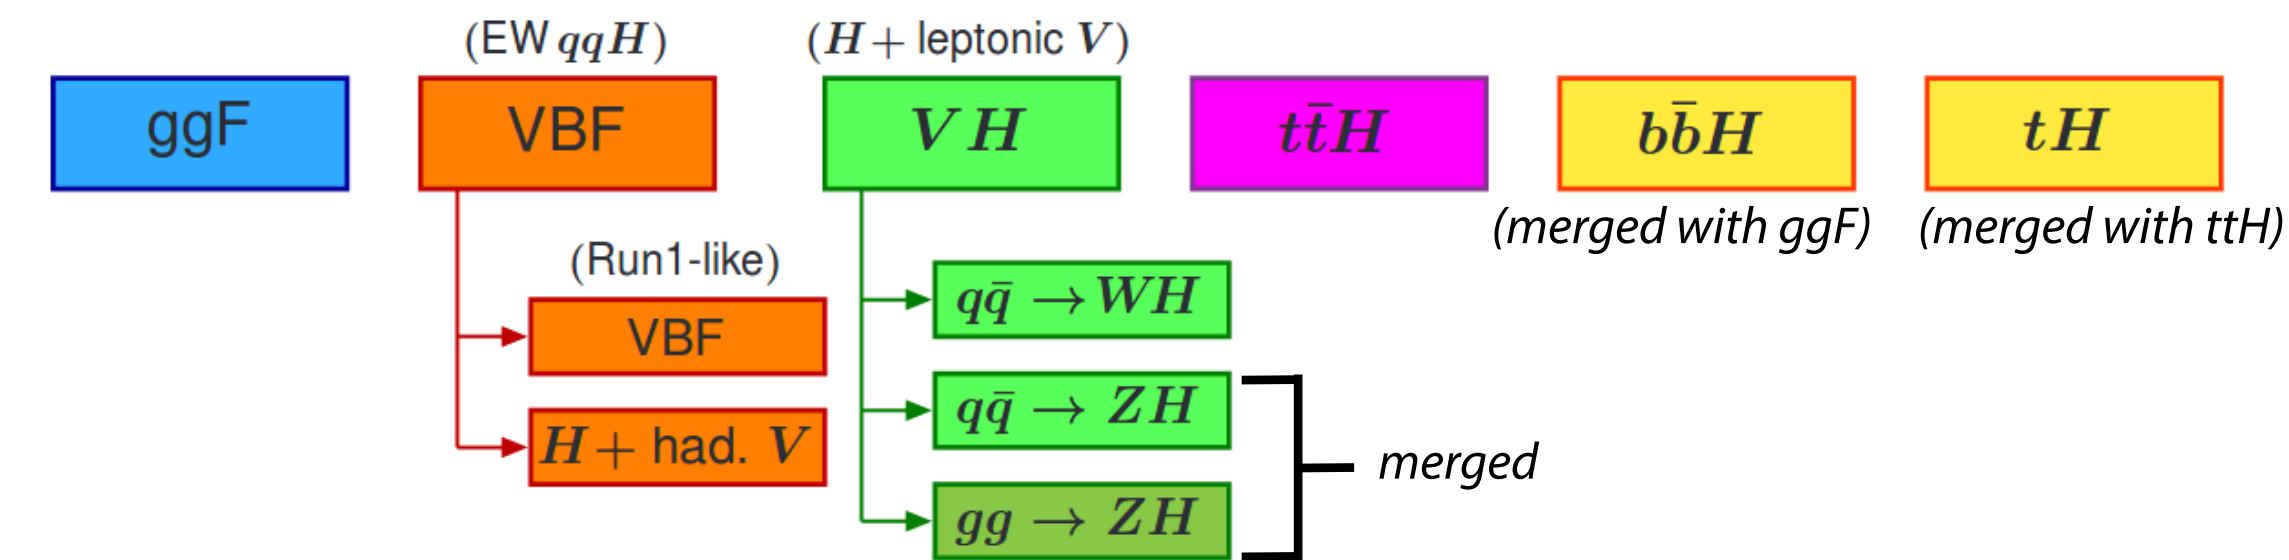 (EW qqH)
(H + leptonic V)
ggF
VBF
VH
tt̄H
bb̄H
tH
(merged with ggF)
(merged with ttH)
(Run1-like)
VBF
H + had. V
qq̄ → WH
qq̄ → ZH
gg → ZH
merged